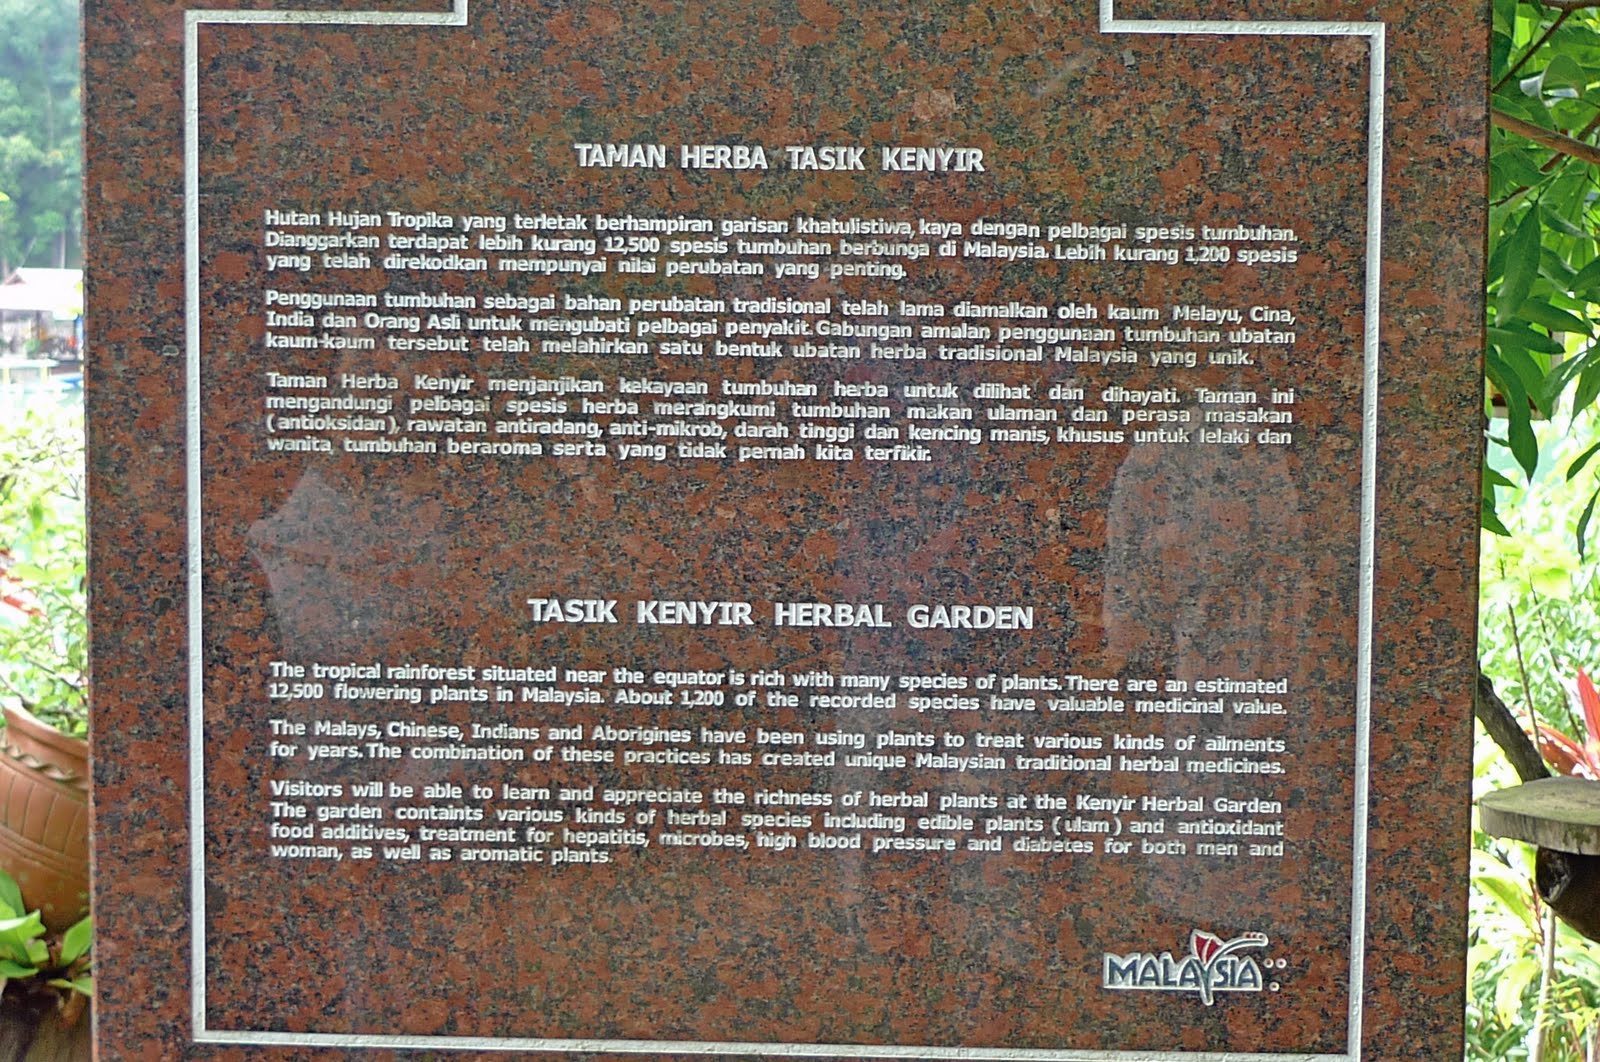 TAMAN HERBA TASIK KENYIR
Hutan Hujan Tropika yang terletak berhampiran garisan khatulistiwa, kaya dengan pelbagai spesis tumbuhan.
Dianggarkan terdapat lebih kurang 12,500 spesis tumbuhan berbunga di Malaysia. Lebih kurang 1,200 spesis
yang telah direkodkan mempunyai nilai perubatan yang penting.
Penggunaan tumbuhan sebagai bahan perubatan tradisional telah lama diamalkan oleh kaum Melayu, Cina,
India dan Orang Asli untuk mengubati pelbagai penyakit. Gabungan amalan penggunaan tumbuhan ubatan
kaum-kaum tersebut telah melahirkan satu bentuk ubatan herba tradisional Malaysia yang unik.
Taman Herba Kenyir menjanjikan kekayaan tumbuhan herba untuk dilihat dan dihayati. Taman ini
mengandungi pelbagai spesis herba merangkumi tumbuhan makan ulaman dan perasa masakan
(antioksidan), rawatan antiradang, anti-mikrob, darah tinggi dan kencing manis, khusus untuk lelaki dan
wanita, tumbuhan beraroma serta yang tidak pernah kita terfikir.
TASIK KENYIR HERBAL GARDEN
The tropical rainforest situated near the equator is rich with many species of plants. There are an estimated
12,500 flowering plants in Malaysia. About 1,200 of the recorded species have valuable medicinal value.
The Malays, Chinese, Indians and Aborigines have been using plants to treat various kinds of ailments
for years. The combination of these practices has created unique Malaysian traditional herbal medicines.
Visitors will be able to learn and appreciate the richness of herbal plants at the Kenyir Herbal Garden
The garden containts various kinds of herbal species including edible plants (ulam) and antioxidant
food additives, treatment for hepatitis, microbes, high blood pressure and diabetes for both men and
woman, as well as aromatic plants.
MALAYSIA